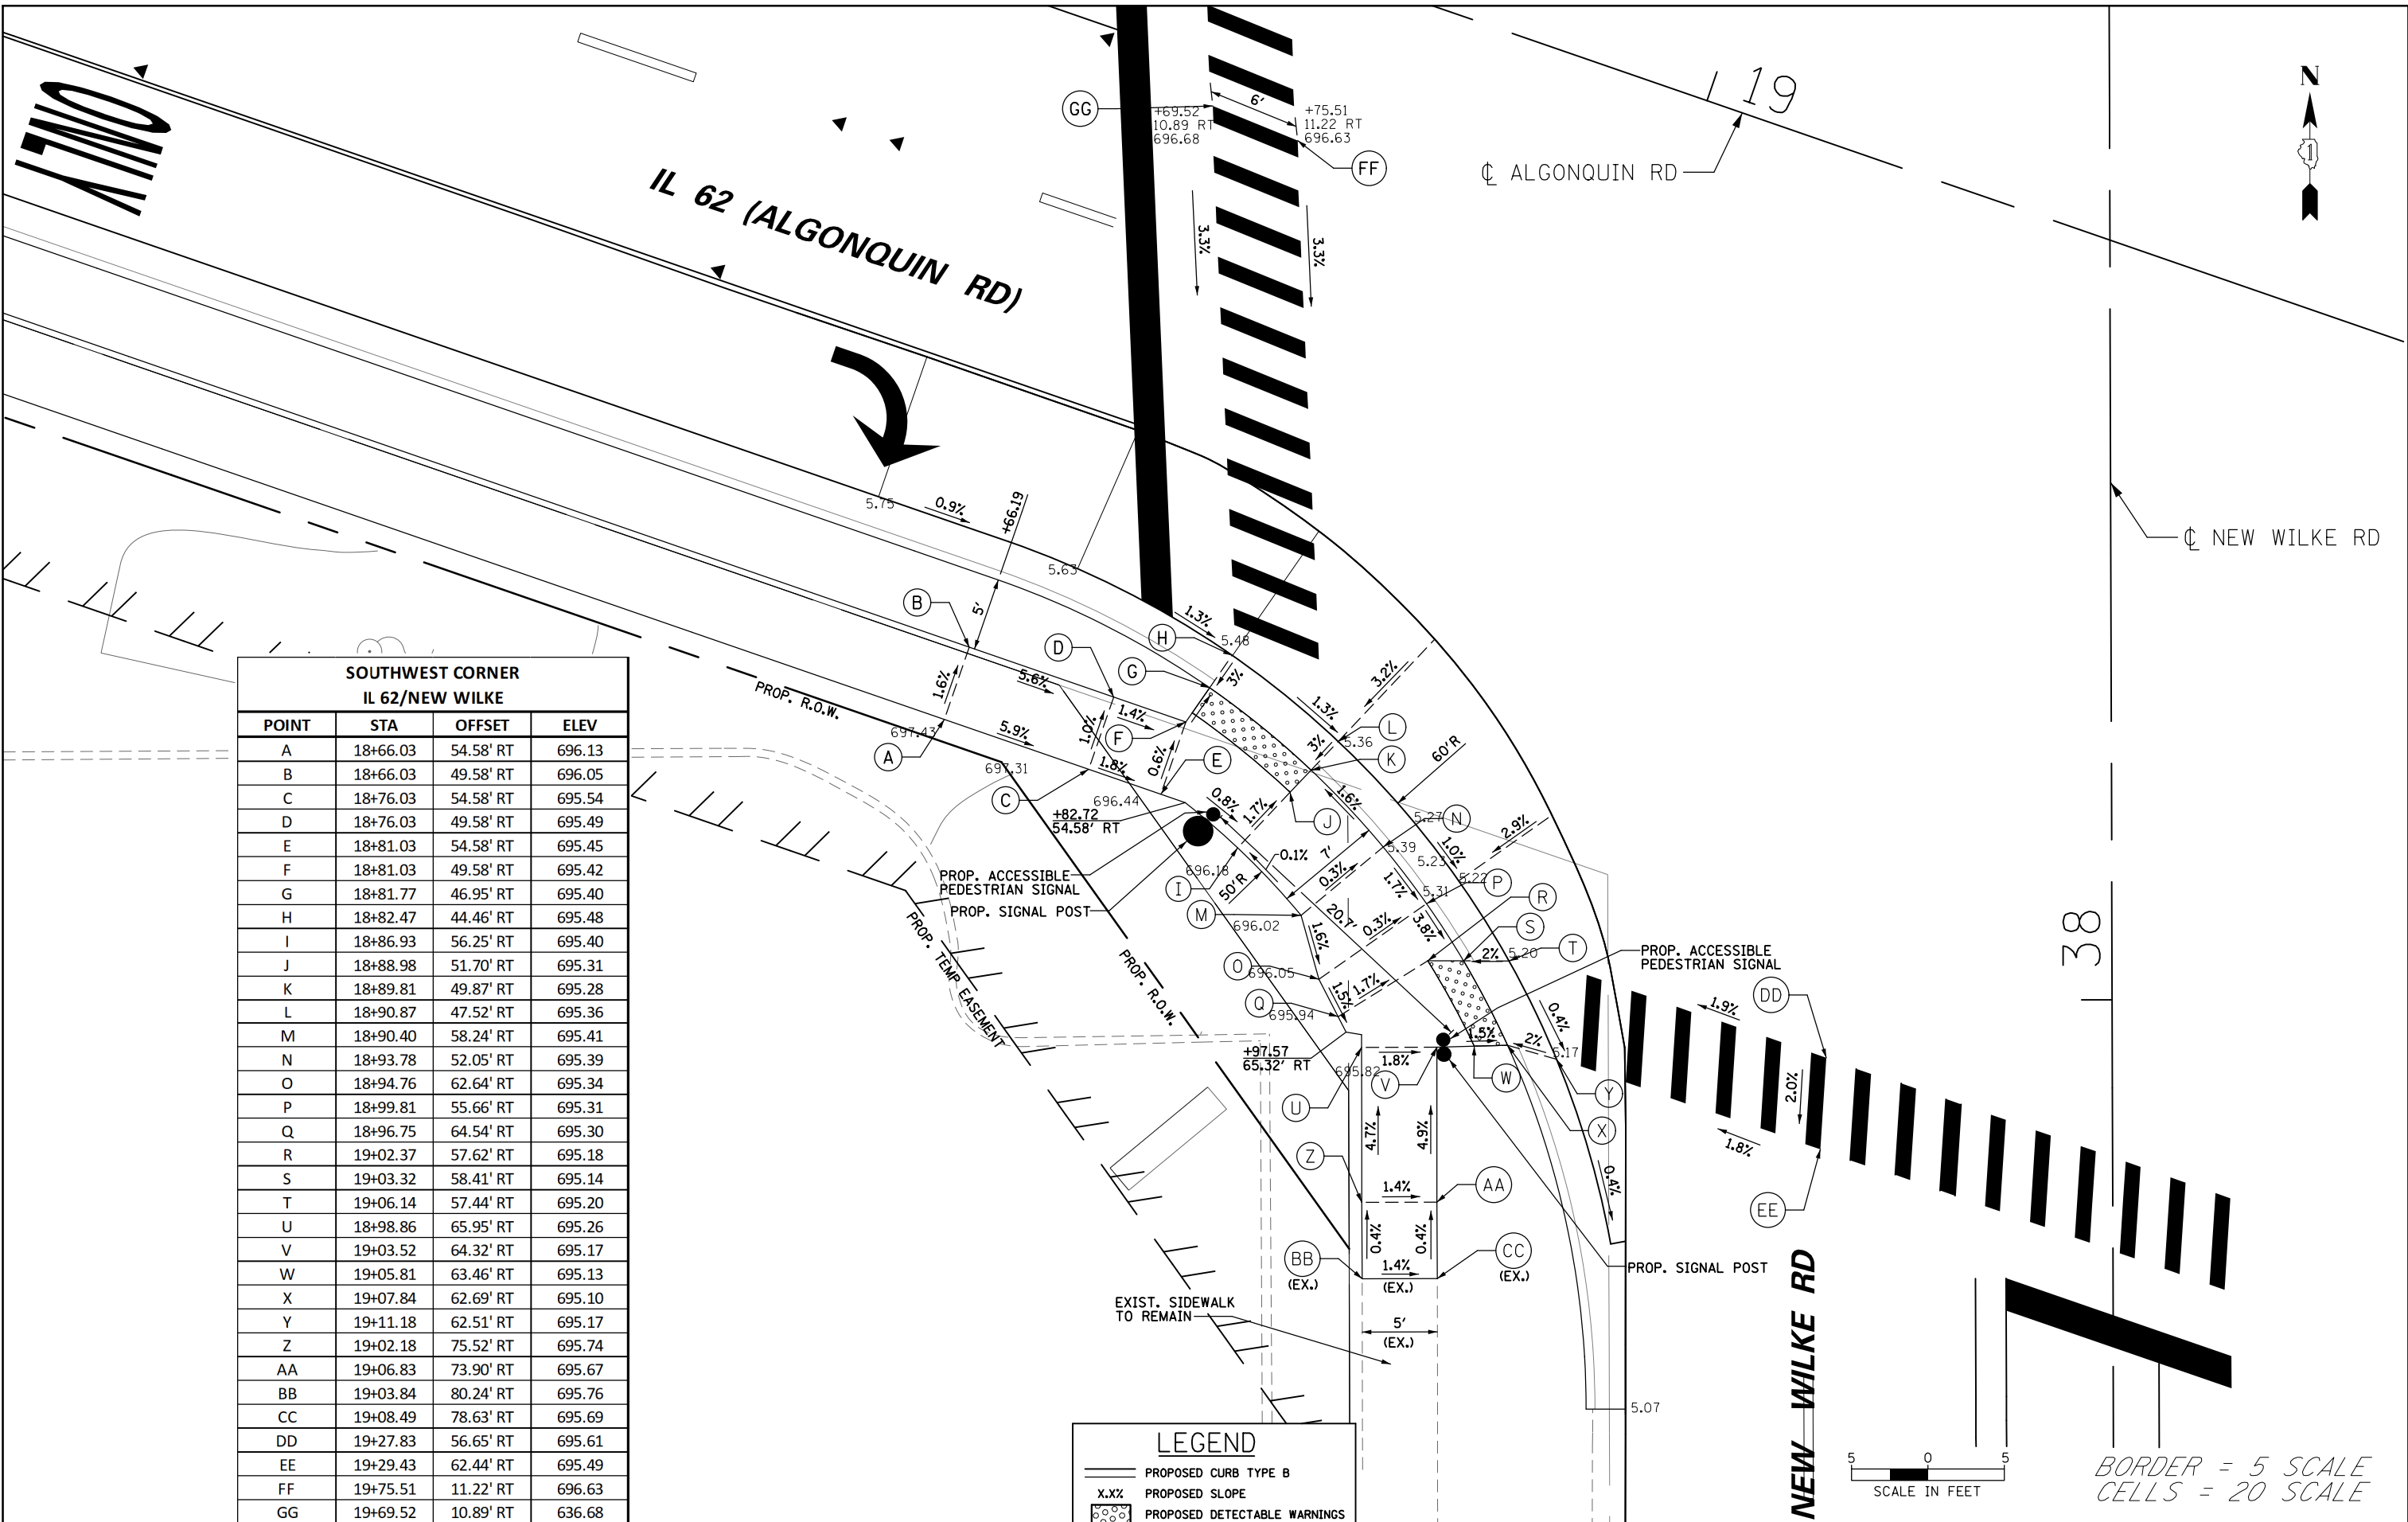 ONLY
IL 62 (ALGONQUIN RD)
GG
+69.52
10.89 RT
696.68
6'
+75.51
11.22 RT
696.63
FF
19
℄ ALGONQUIN RD
N
1
3.3%
3.3%
℄ NEW WILKE RD
38
5.75
0.9%
+66.19
5.63
5'
B
D
G
H
1.3%
5.48
3%
1.6%
5.6%
PROP. R.O.W.
697.43
A
5.9%
1.0%
1.4%
F
0.6%
E
1.8%
697.31
C
696.44
1.3%
3.2%
L
3%
5.36
K
60'R
+82.72
54.58' RT
0.8%
1.7%
J
1.6%
5.27
N
2.9%
0.1%
7'
5.39
1.0%
5.23
PROP. ACCESSIBLE
PEDESTRIAN SIGNAL
PROP. SIGNAL POST
696.18
I
50'R
0.3%
1.7%
5.22
P
5.31
R
M
696.02
20.7'
0.3%
3.8%
S
T
1.6%
2%
5.20
PROP. ACCESSIBLE
PEDESTRIAN SIGNAL
PROP. TEMP EASEMENT
PROP. R.O.W.
O
696.05
1.5%
1.7%
Q
695.94
DD
1.9%
+97.57
65.32' RT
1.8%
1.5%
2%
0.4%
5.17
695.82
V
W
Y
U
X
2.0%
1.8%
4.7%
4.9%
Z
1.4%
AA
0.4%
EE
0.4%
0.4%
BB
(EX.)
1.4%
(EX.)
CC
(EX.)
PROP. SIGNAL POST
EXIST. SIDEWALK
TO REMAIN
5'
(EX.)
NEW WILKE RD
5.07
SOUTHWEST CORNER
IL 62/NEW WILKE
POINT STA OFFSET ELEV
A 18+66.03 54.58' RT 696.13
B 18+66.03 49.58' RT 696.05
C 18+76.03 54.58' RT 695.54
D 18+76.03 49.58' RT 695.49
E 18+81.03 54.58' RT 695.45
F 18+81.03 49.58' RT 695.42
G 18+81.77 46.95' RT 695.40
H 18+82.47 44.46' RT 695.48
I 18+86.93 56.25' RT 695.40
J 18+88.98 51.70' RT 695.31
K 18+89.81 49.87' RT 695.28
L 18+90.87 47.52' RT 695.36
M 18+90.40 58.24' RT 695.41
N 18+93.78 52.05' RT 695.39
O 18+94.76 62.64' RT 695.34
P 18+99.81 55.66' RT 695.31
Q 18+96.75 64.54' RT 695.30
R 19+02.37 57.62' RT 695.18
S 19+03.32 58.41' RT 695.14
T 19+06.14 57.44' RT 695.20
U 18+98.86 65.95' RT 695.26
V 19+03.52 64.32' RT 695.17
W 19+05.81 63.46' RT 695.13
X 19+07.84 62.69' RT 695.10
Y 19+11.18 62.51' RT 695.17
Z 19+02.18 75.52' RT 695.74
AA 19+06.83 73.90' RT 695.67
BB 19+03.84 80.24' RT 695.76
CC 19+08.49 78.63' RT 695.69
DD 19+27.83 56.65' RT 695.61
EE 19+29.43 62.44' RT 695.49
FF 19+75.51 11.22' RT 696.63
GG 19+69.52 10.89' RT 636.68
LEGEND
PROPOSED CURB TYPE B
X.X% PROPOSED SLOPE
PROPOSED DETECTABLE WARNINGS
5 0 5
SCALE IN FEET
BORDER = 5 SCALE
CELLS = 20 SCALE